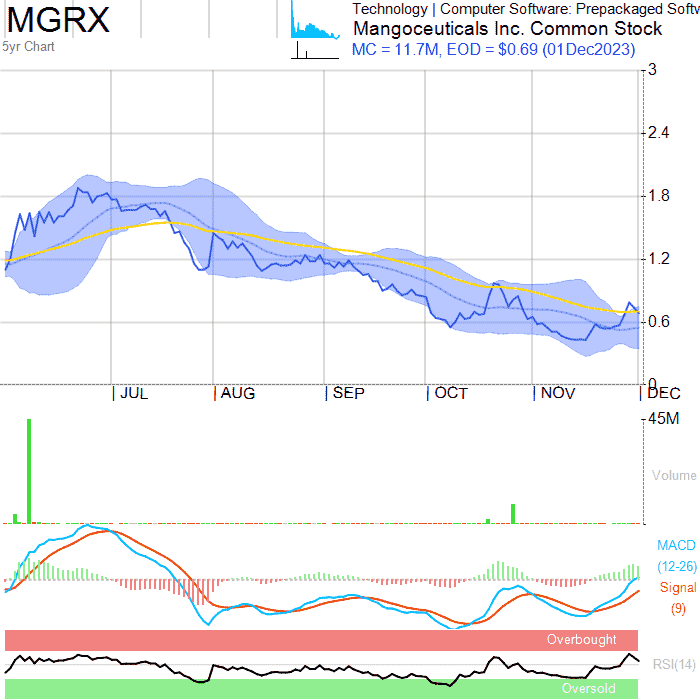 MGRX
5yr Chart
Technology | Computer Software: Prepackaged Softw
Mangoceuticals Inc. Common Stock
MC = 11.7M, EOD = $0.69 (01Dec2023)
3
2.4
1.8
1.2
0.6
0
JUL
AUG
SEP
OCT
NOV
DEC
45M
Volume
MACD
(12-26)
Signal
(9)
Overbought
RSI(14)
Oversold